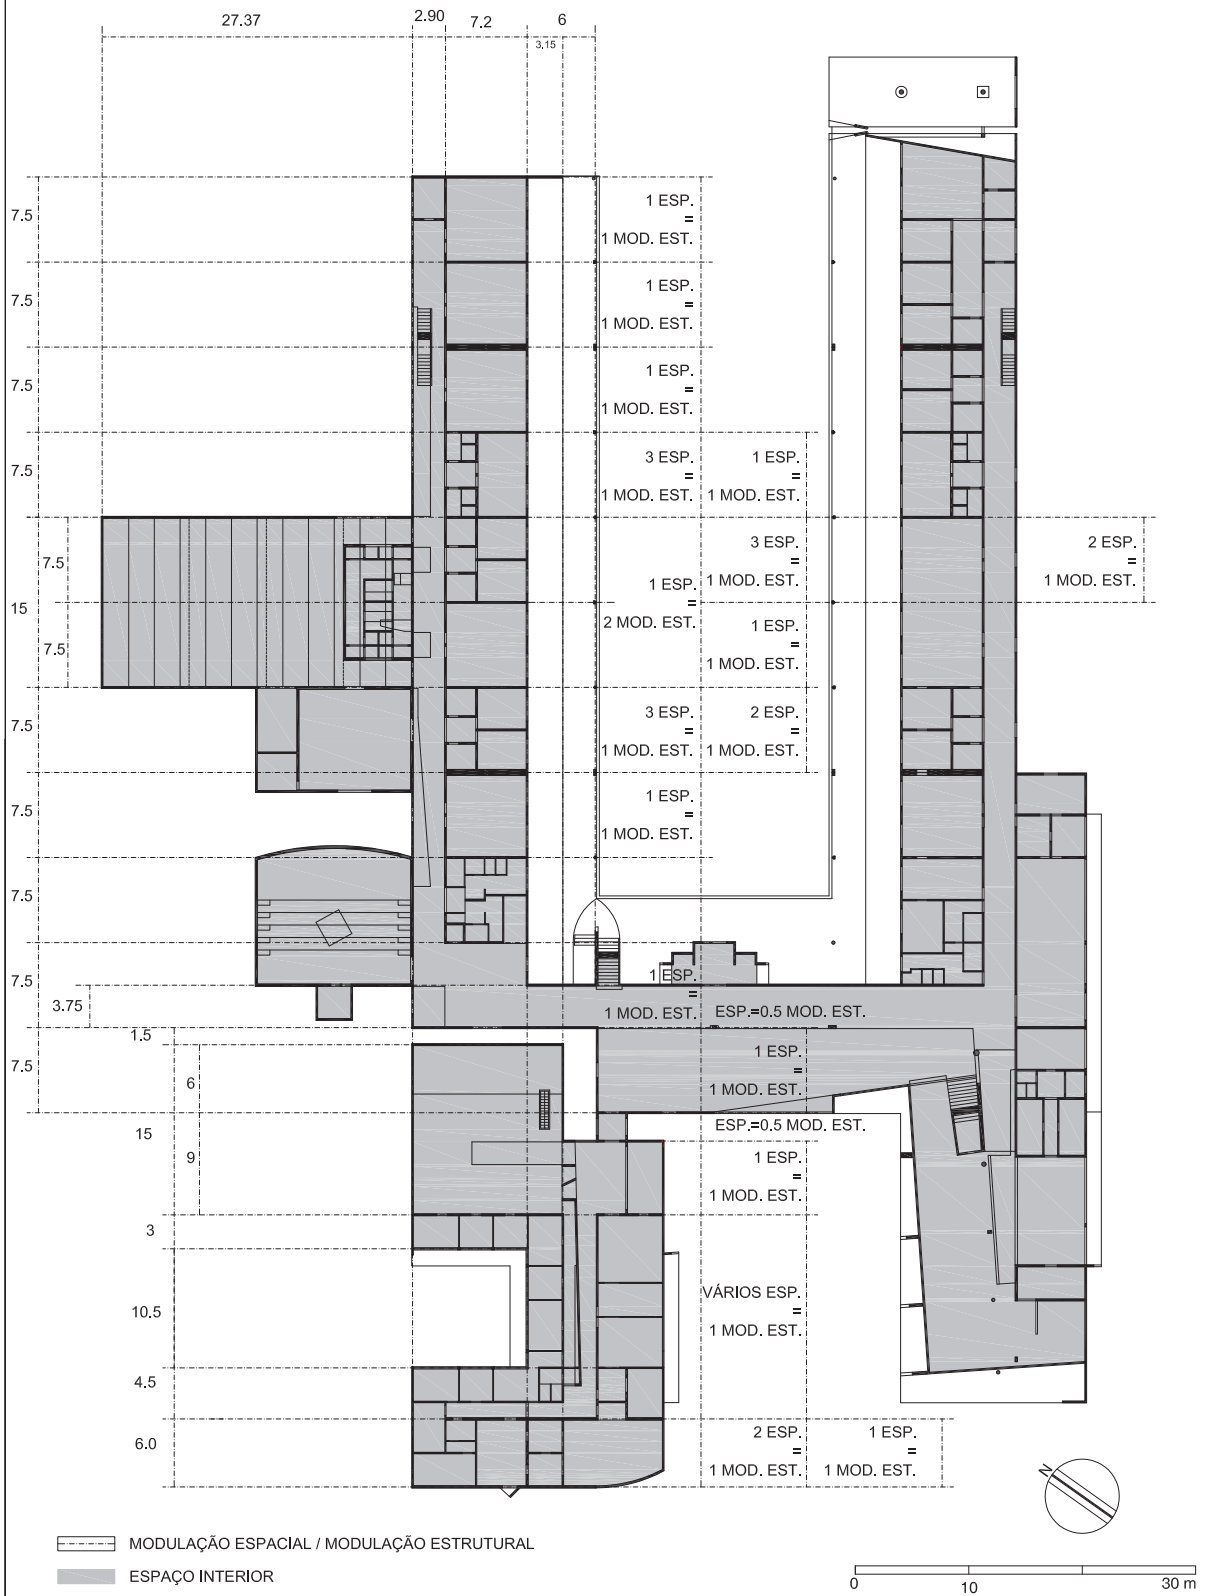 27.37
2.90
7.2
6
3,15
1 ESP.
=
1 MOD. EST.
7.5
1 ESP.
=
1 MOD. EST.
7.5
1 ESP.
=
1 MOD. EST.
7.5
3 ESP.
=
1 MOD. EST.
1 ESP.
=
1 MOD. EST.
7.5
7.5
15
7.5
3 ESP.
=
1 MOD. EST.
2 ESP.
=
1 MOD. EST.
1 ESP.
=
2 MOD. EST.
1 ESP.
=
1 MOD. EST.
7.5
3 ESP.
=
1 MOD. EST.
2 ESP.
=
1 MOD. EST.
7.5
1 ESP.
=
1 MOD. EST.
7.5
7.5
3.75
1 ESP.
=
1 MOD. EST.
ESP.=0.5 MOD. EST.
1.5
7.5
6
1 ESP.
=
1 MOD. EST.
15
9
ESP.=0.5 MOD. EST.
1 ESP.
=
1 MOD. EST.
3
10.5
VÁRIOS ESP.
=
1 MOD. EST.
4.5
6.0
2 ESP.
=
1 MOD. EST.
1 ESP.
=
1 MOD. EST.
N
MODULAÇÃO ESPACIAL / MODULAÇÃO ESTRUTURAL
ESPAÇO INTERIOR
0
10
30 m